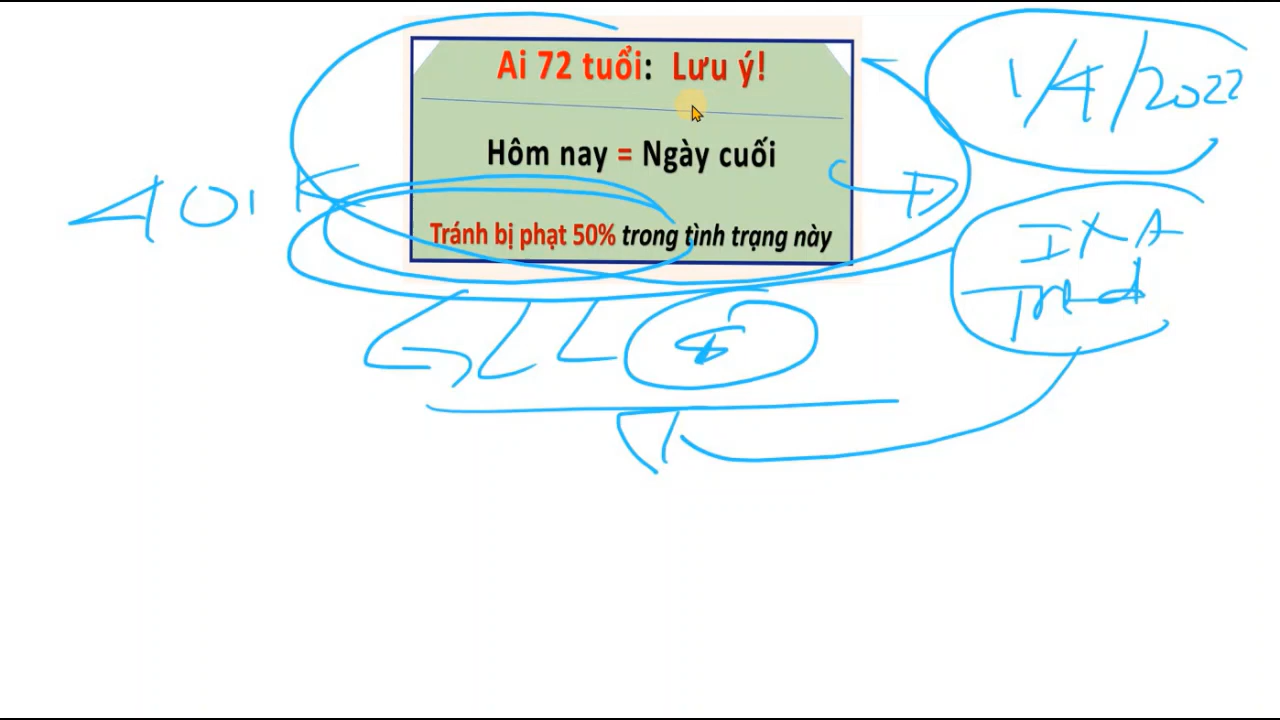 Ai 72 tuổi: Lưu ý!
Hôm nay = Ngày cuối
Tránh bị phạt 50% trong tình trạng này
1/4/2022
401K